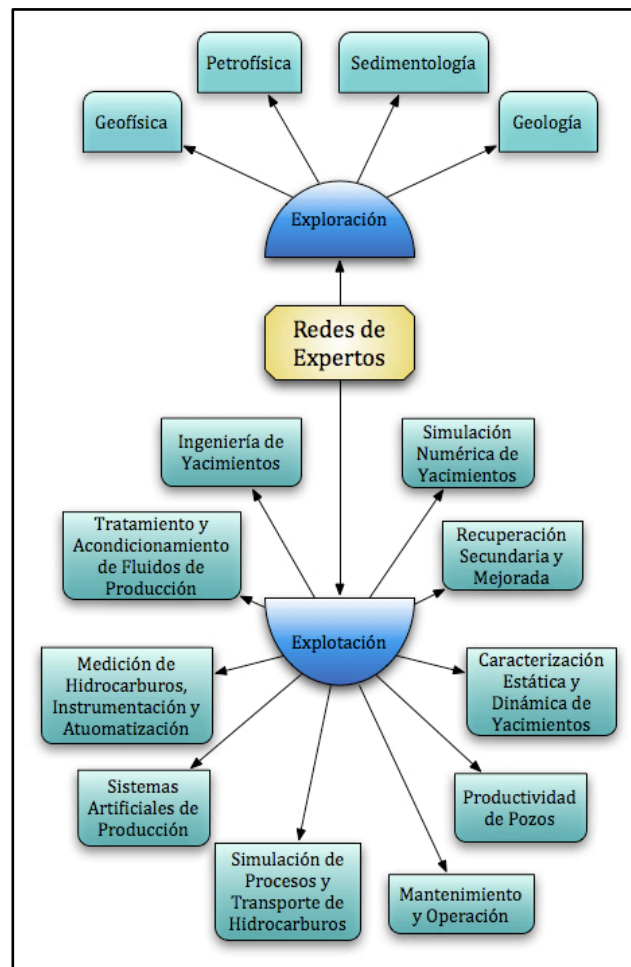 Petrofísica
Sedimentología
Geofísica
Geología
Exploración
Redes de
Expertos
Ingeniería de
Yacimientos
Simulación
Numérica de
Yacimientos
Tratamiento y
Acondicionamiento
de Fluidos de
Producción
Recuperación
Secundaria y
Mejorada
Explotación
Medición de
Hidrocarburos,
Instrumentación y
Atuomatización
Caracterización
Estática y
Dinámica de
Yacimientos
Sistemas
Artificiales de
Producción
Productividad
de Pozos
Simulación de
Procesos y
Transporte de
Hidrocarburos
Mantenimiento
y Operación